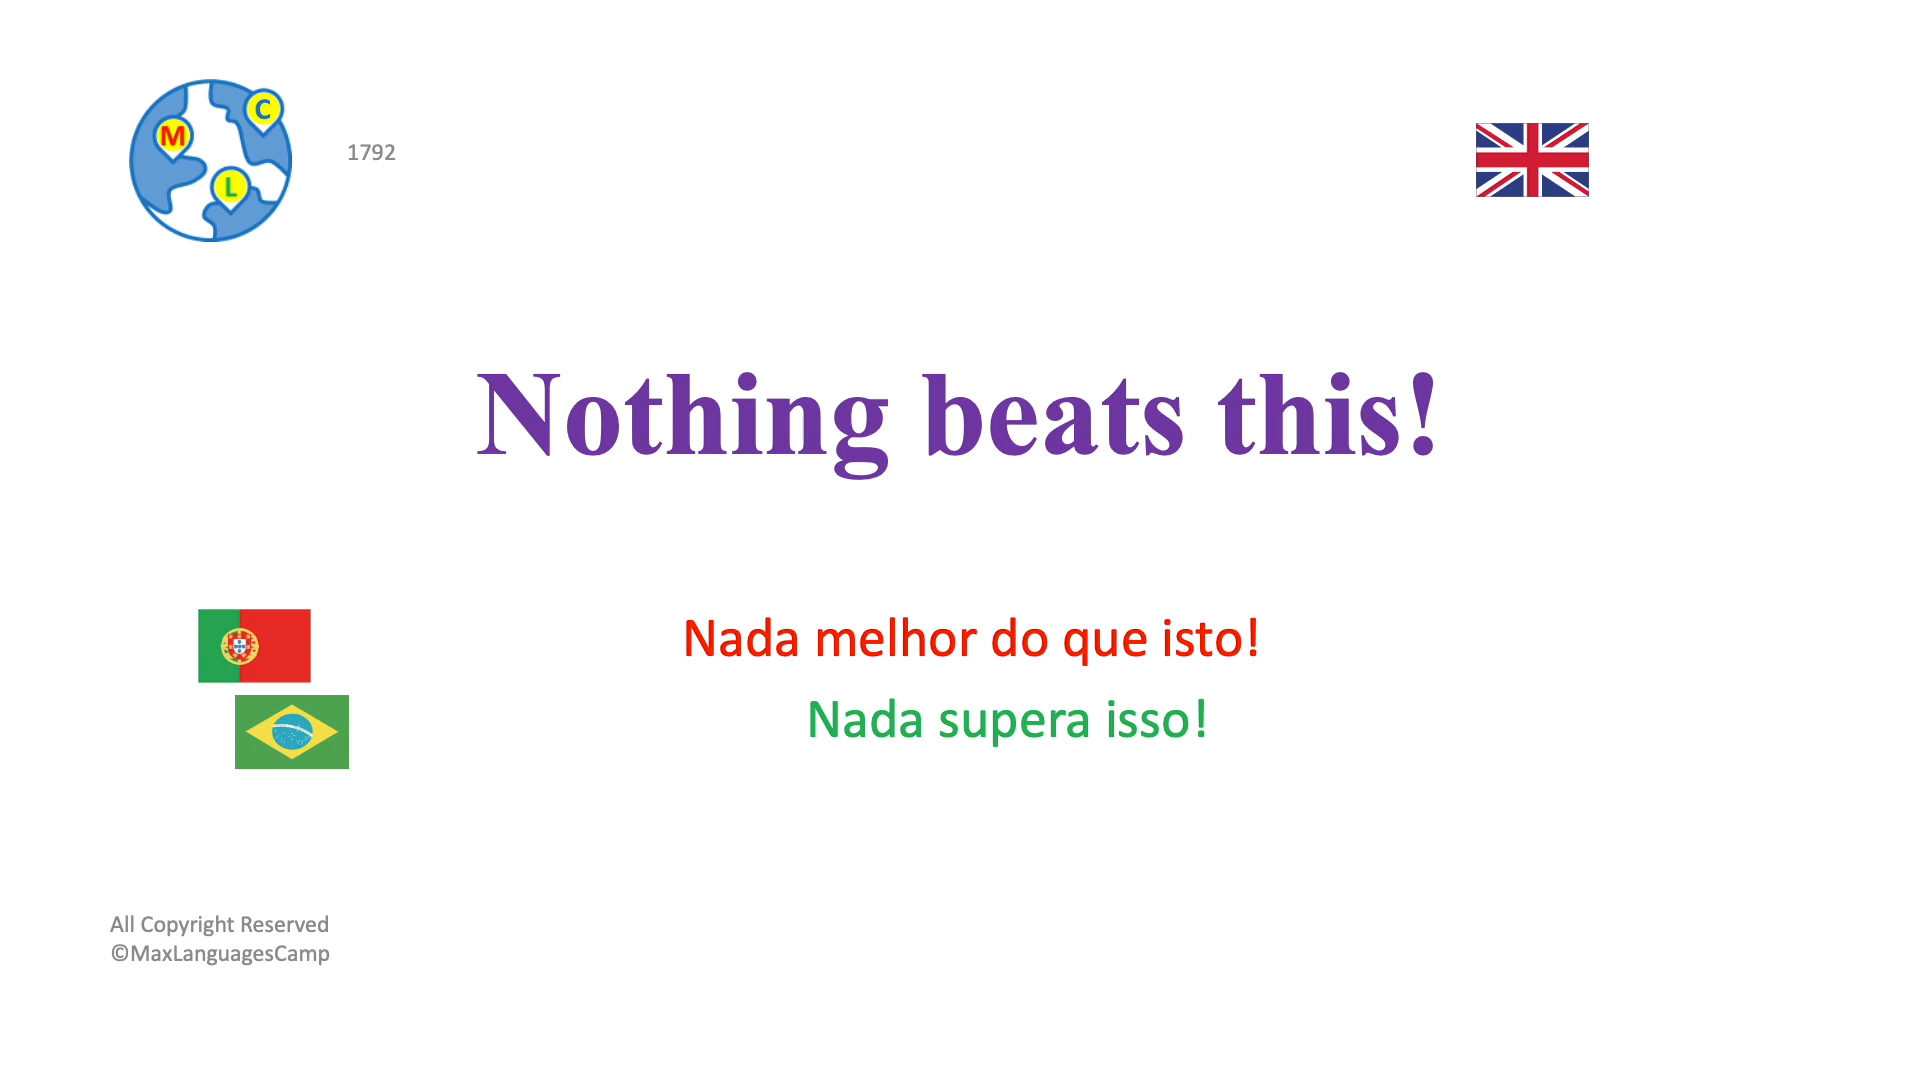 C
M
L
1792
Nothing beats this!
Nada melhor do que isto!
Nada supera isso!
All Copyright Reserved
©MaxLanguagesCamp